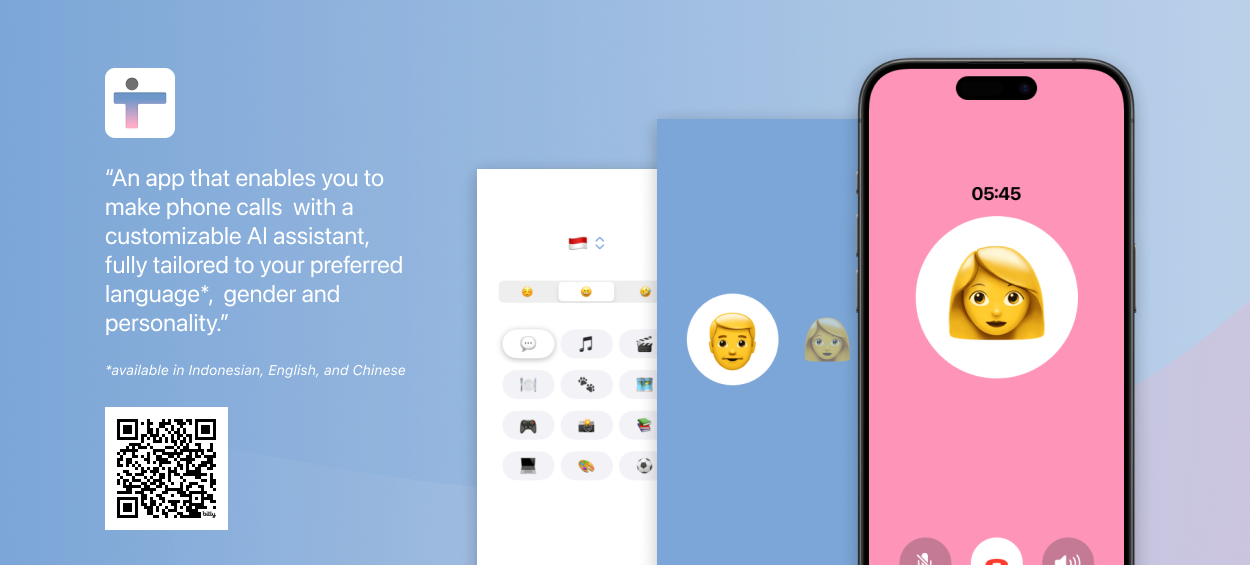 “An app that enables you to
make phone calls  with a
customizable AI assistant,
fully tailored to your preferred
language*,  gender and
personality.”
*available in Indonesian, English, and Chinese
bitly
05:45